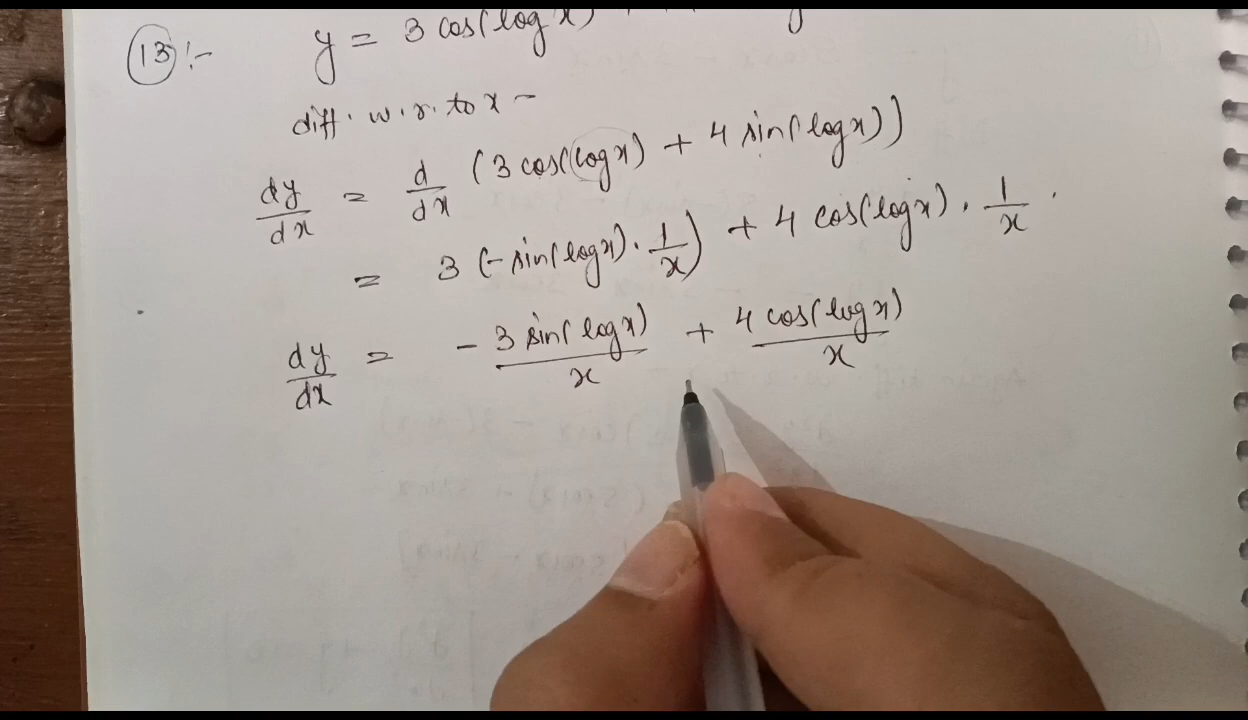 (13) :- y = 3 cos(log x)
diff. w.r. to x -
dy/dx = d/dx (3 cos(log x) + 4 sin(log x))
= 3 (- sin(log x) . 1/x) + 4 cos(log x) . 1/x .
dy/dx = - 3 sin(log x)/x + 4 cos(log x)/x